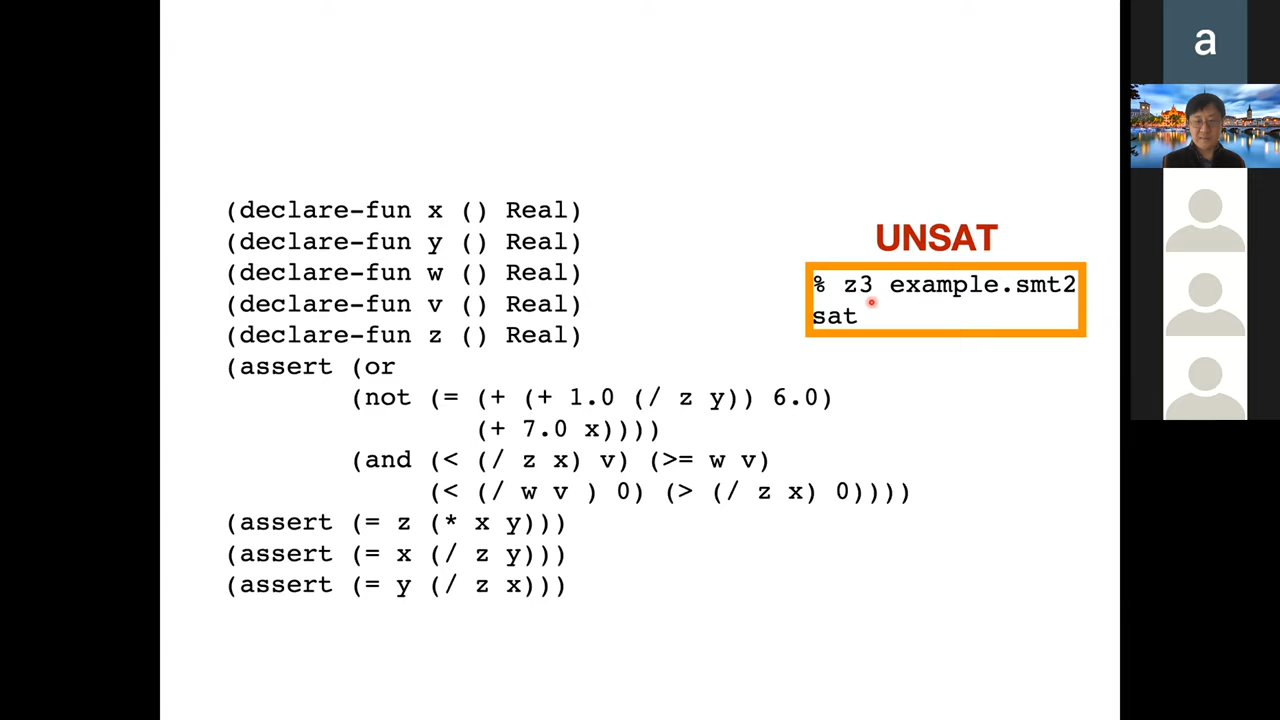 a
(declare-fun x () Real)
(declare-fun y () Real)
(declare-fun w () Real)
(declare-fun v () Real)
(declare-fun z () Real)
(assert (or
(not (= (+ (+ 1.0 (/ z y)) 6.0)
(+ 7.0 x))))
(and (< (/ z x) v) (>= w v)
(< (/ w v ) 0) (> (/ z x) 0))))
(assert (= z (* x y)))
(assert (= x (/ z y)))
(assert (= y (/ z x)))
UNSAT
% z3 example.smt2
sat